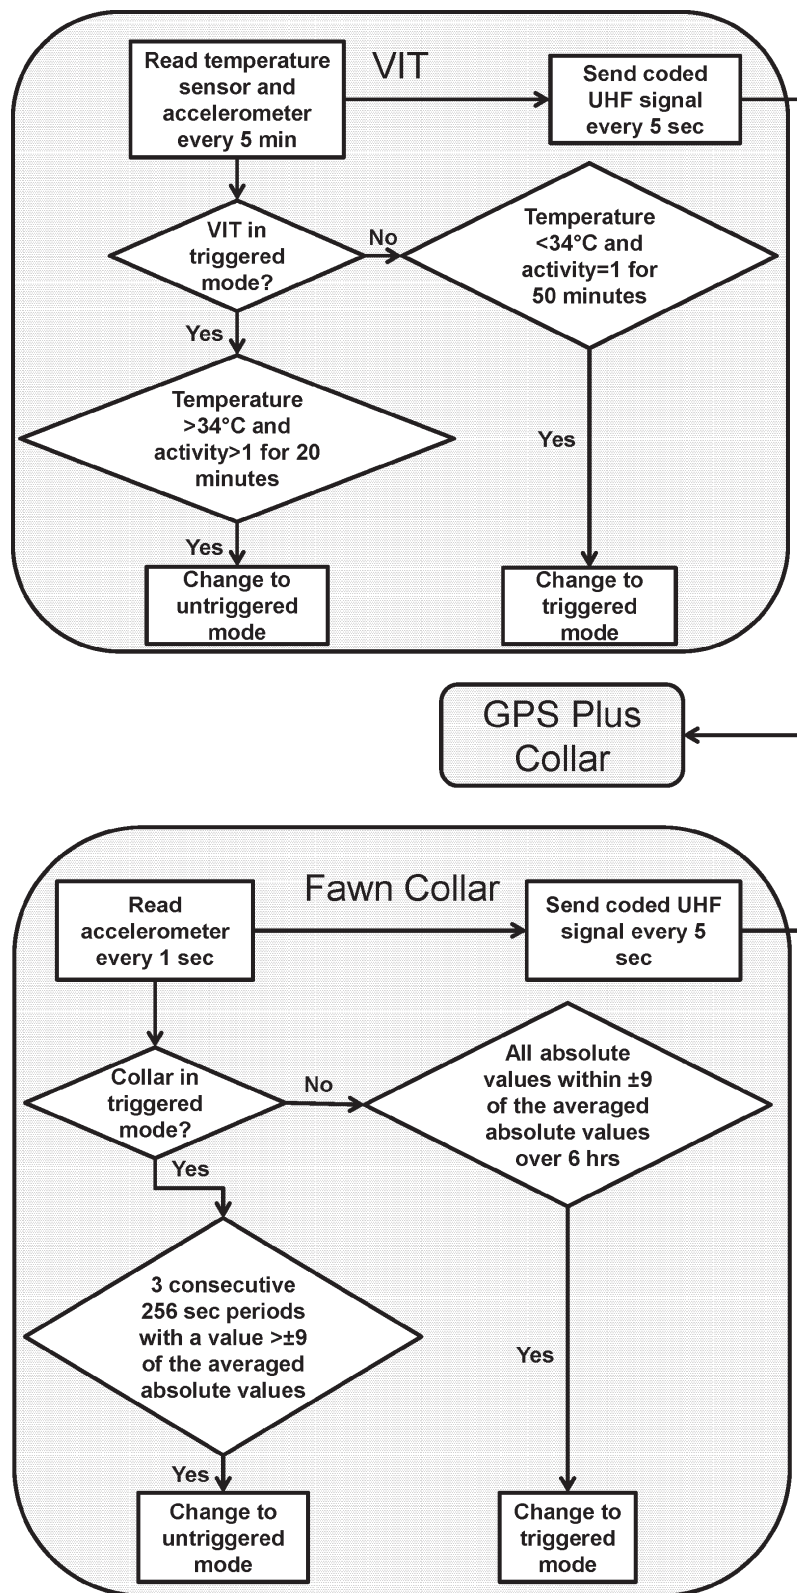 VIT
Read temperature
sensor and
accelerometer
every 5 min
Send coded
UHF signal
every 5 sec
VIT in
triggered
mode?
No
Temperature
<34°C and
activity=1 for
50 minutes
Yes
Temperature
>34°C and
activity>1 for 20
minutes
Yes
Yes
Change to
untriggered
mode
Change to
triggered
mode
GPS Plus
Collar
Fawn Collar
Read
accelerometer
every 1 sec
Send coded UHF
signal every 5
sec
Collar in
triggered
mode?
No
All absolute
values within ±9
of the averaged
absolute values
over 6 hrs
Yes
3 consecutive
256 sec periods
with a value >±9
of the averaged
absolute values
Yes
Yes
Change to
untriggered
mode
Change to
triggered
mode